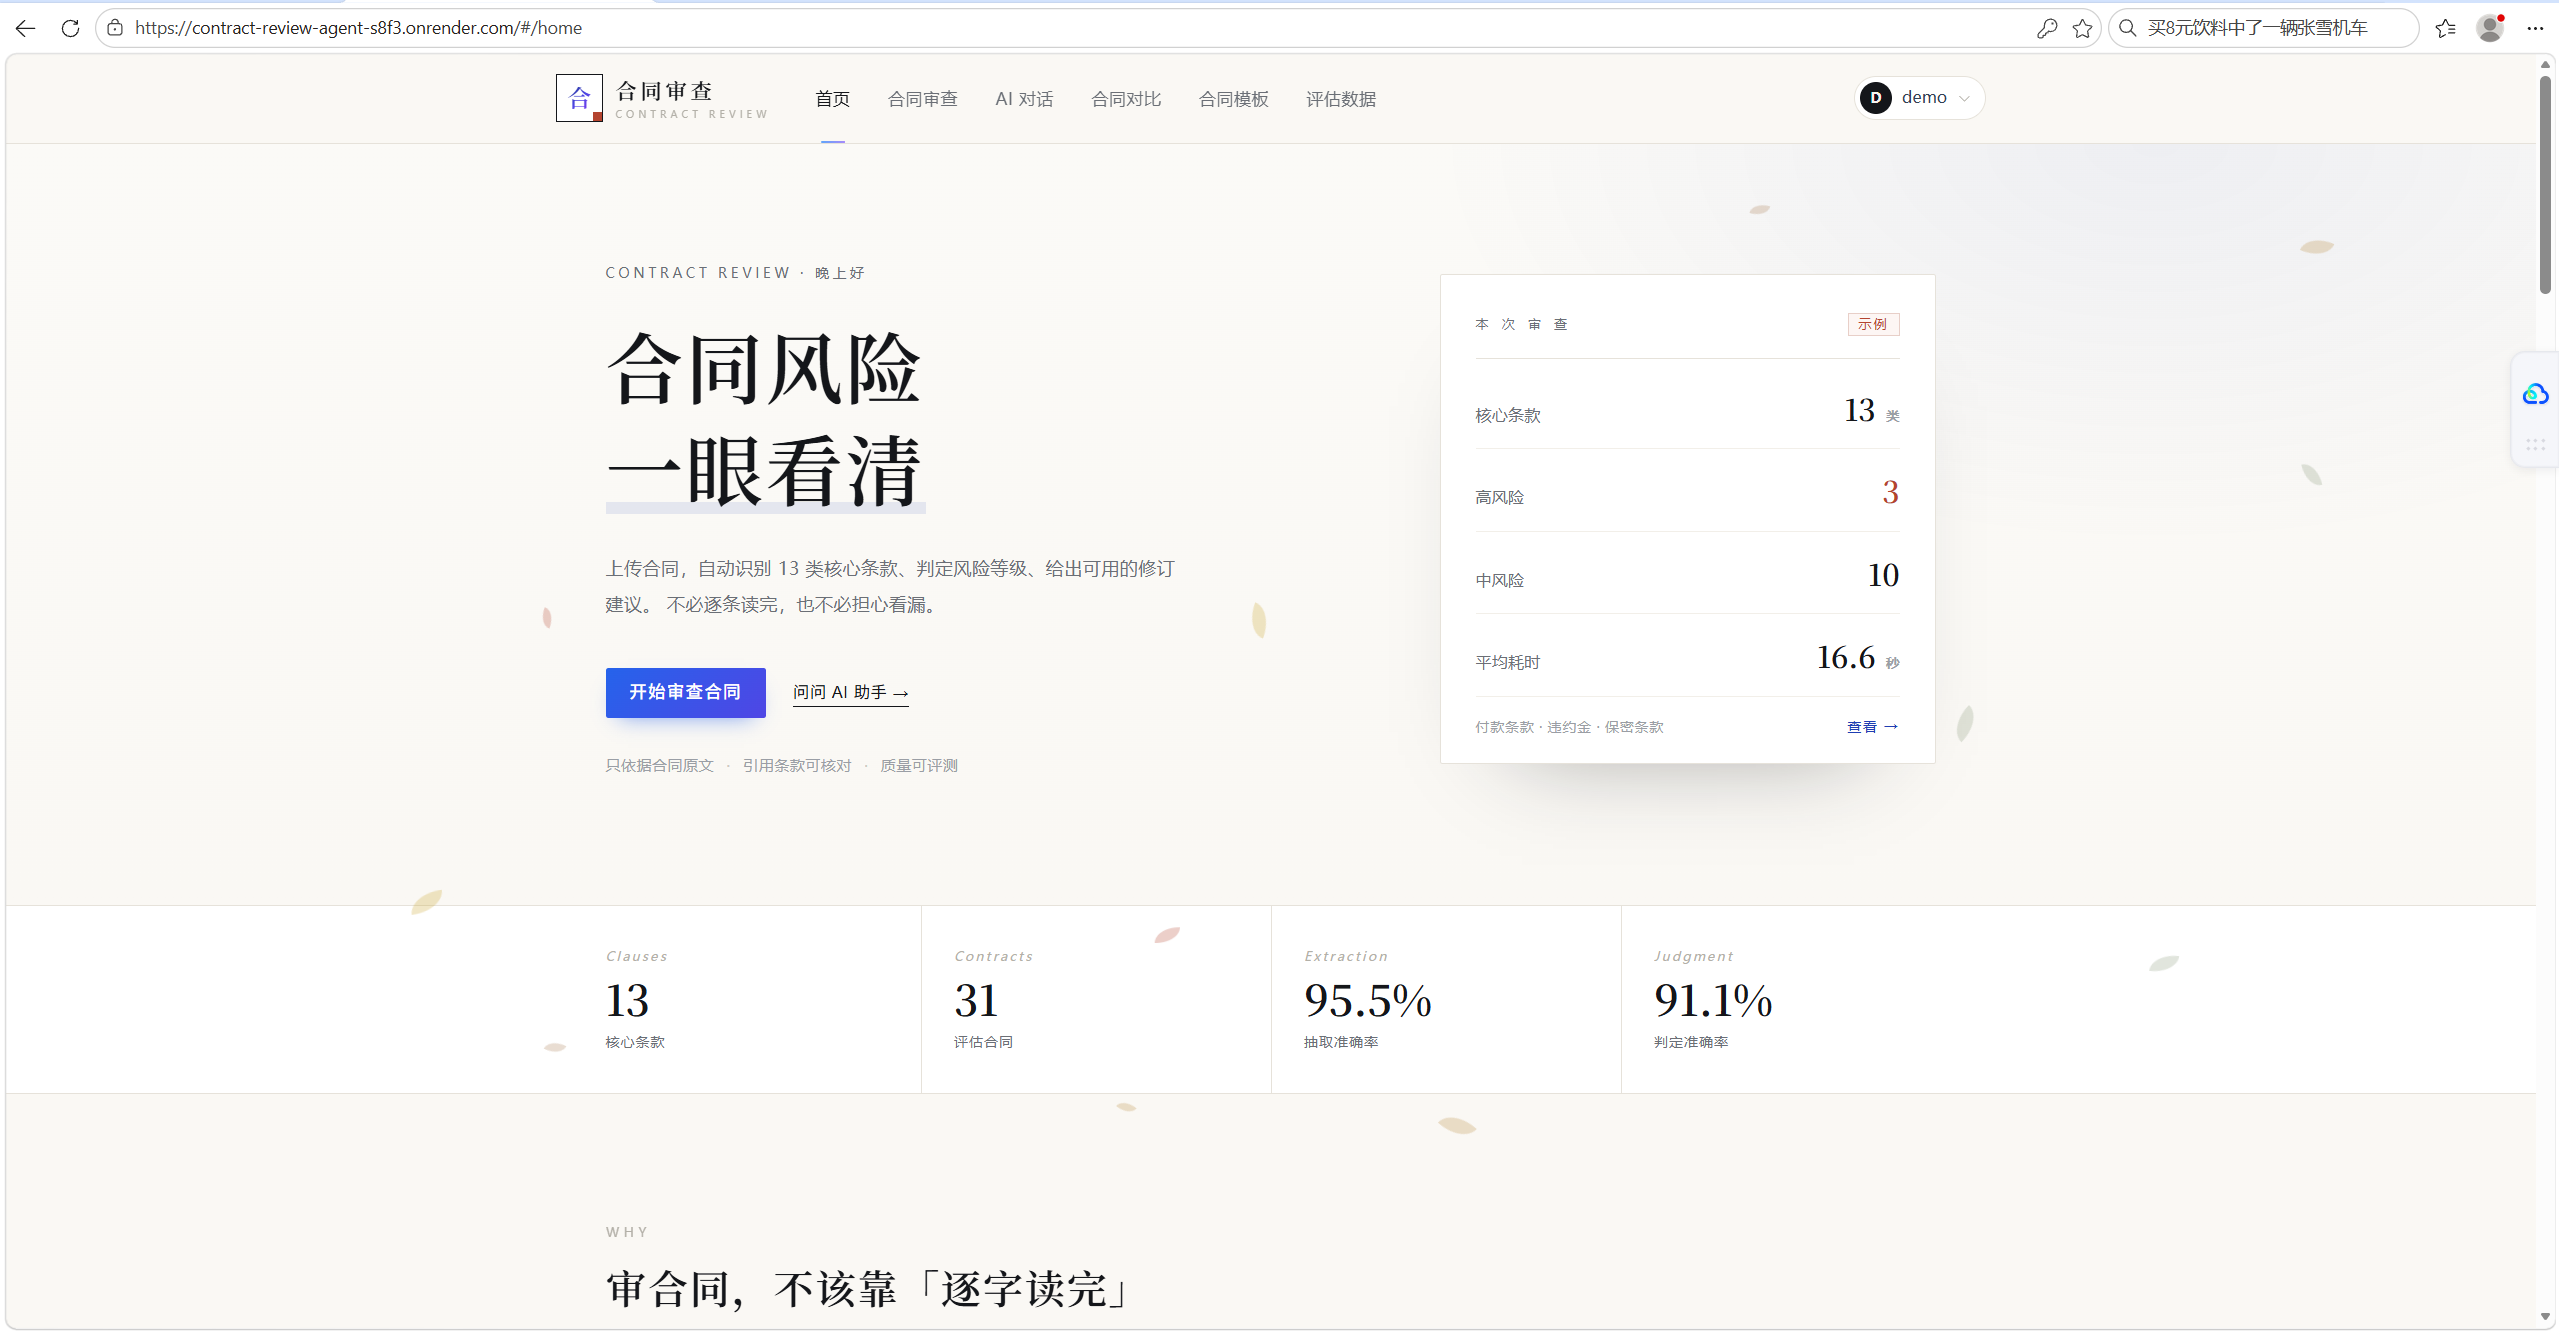 https://contract-review-agent-s8f3.onrender.com/#/home
买8元饮料中了一辆张雪机车
合
合同审查
CONTRACT REVIEW
首页
合同审查
AI 对话
合同对比
合同模板
评估数据
D
demo
CONTRACT REVIEW · 晚上好
合同风险
一眼看清
上传合同，自动识别 13 类核心条款、判定风险等级、给出可用的修订
建议。 不必逐条读完，也不必担心看漏。
开始审查合同
问问 AI 助手 →
只依据合同原文 · 引用条款可核对 · 质量可评测
本次审查
示例
核心条款
13 类
高风险
3
中风险
10
平均耗时
16.6 秒
付款条款 · 违约金 · 保密条款
查看 →
Clauses
13
核心条款
Contracts
31
评估合同
Extraction
95.5%
抽取准确率
Judgment
91.1%
判定准确率
WHY
审合同，不该靠「逐字读完」